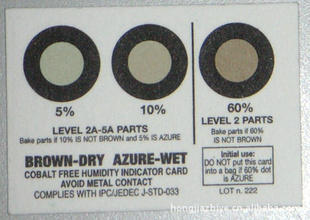 5% 10% 60%
LEVEL 2A-5A PARTS
Bake parts if 10% IS NOT BROWN and 5% IS AZURE
LEVEL 2 PARTS
Bake parts if 60%
IS NOT BROWN
BROWN-DRY AZURE-WET
COBALT FREE HUMIDITY INDICATOR CARD
AVOID METAL CONTACT
COMPLIES WITH IPC/JEDEC J-STD-033
Initial use:
DO NOT put this card
into a bag if 60% dot
is AZURE
LOT n. 222
hongjiazhive.cn.alibaba.com